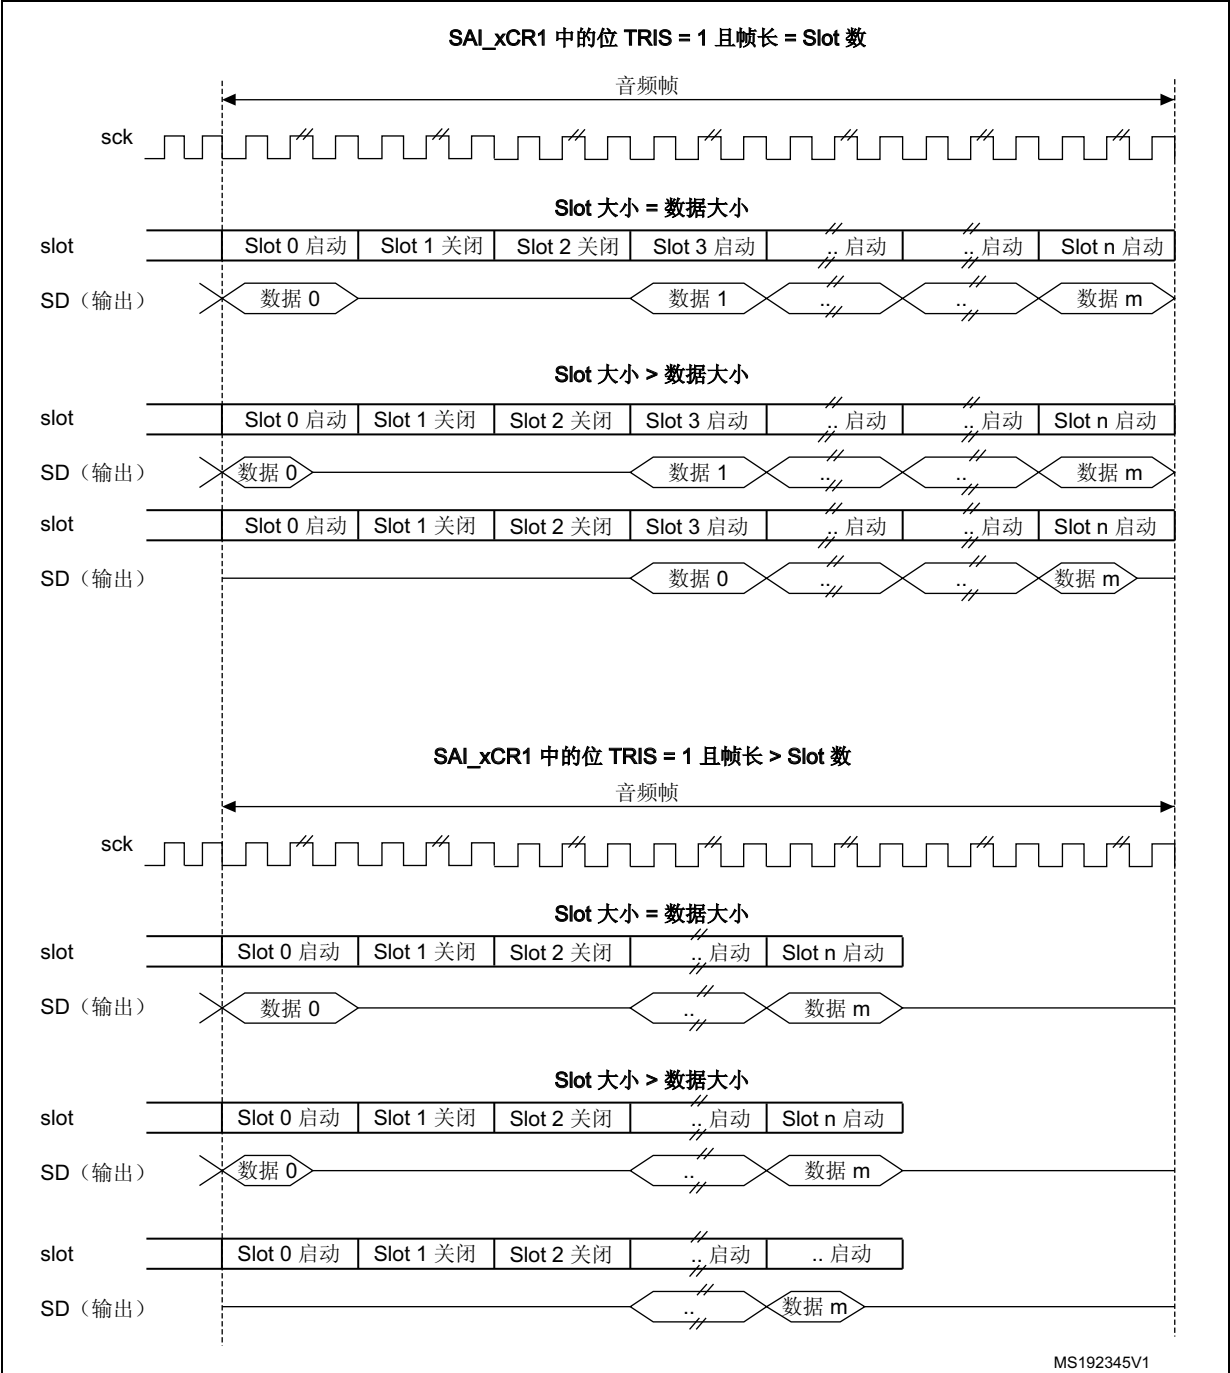 SAI_xCR1 中的位 TRIS = 1 且帧长 = Slot 数
音频帧
sck
Slot 大小 = 数据大小
slot Slot 0 启动 Slot 1 关闭 Slot 2 关闭 Slot 3 启动 .. 启动 .. 启动 Slot n 启动
SD（输出） 数据 0 数据 1 .. .. 数据 m
Slot 大小 > 数据大小
slot Slot 0 启动 Slot 1 关闭 Slot 2 关闭 Slot 3 启动 .. 启动 .. 启动 Slot n 启动
SD（输出） 数据 0 数据 1 .. .. 数据 m
slot Slot 0 启动 Slot 1 关闭 Slot 2 关闭 Slot 3 启动 .. 启动 .. 启动 Slot n 启动
SD（输出） 数据 0 .. .. 数据 m
SAI_xCR1 中的位 TRIS = 1 且帧长 > Slot 数
音频帧
sck
Slot 大小 = 数据大小
slot Slot 0 启动 Slot 1 关闭 Slot 2 关闭 .. 启动 Slot n 启动
SD（输出） 数据 0 .. 数据 m
Slot 大小 > 数据大小
slot Slot 0 启动 Slot 1 关闭 Slot 2 关闭 .. 启动 Slot n 启动
SD（输出） 数据 0 .. 数据 m
slot Slot 0 启动 Slot 1 关闭 Slot 2 关闭 .. 启动 .. 启动
SD（输出） .. 数据 m
MS192345V1